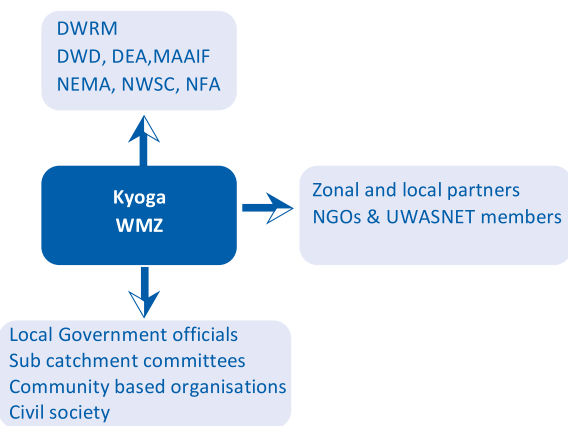 DWRM
DWD, DEA,MAAIF
NEMA, NWSC, NFA
Kyoga
WMZ
Zonal and local partners
NGOs & UWASNET members
Local Government officials
Sub catchment committees
Community based organisations
Civil society